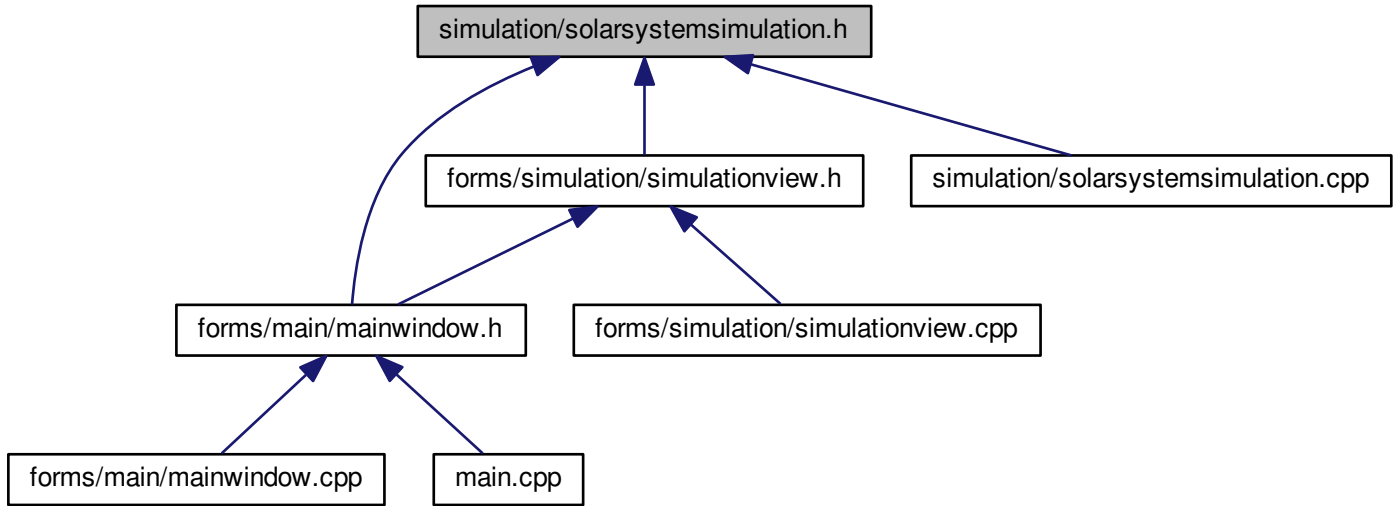 simulation/solarsystemsimulation.h
forms/simulation/simulationview.h
simulation/solarsystemsimulation.cpp
forms/main/mainwindow.h
forms/simulation/simulationview.cpp
forms/main/mainwindow.cpp
main.cpp